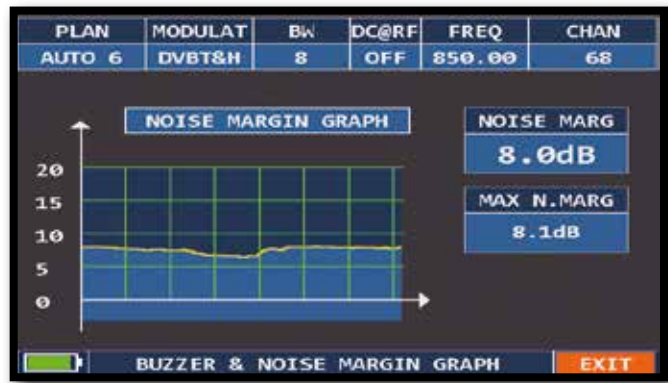 PLAN MODULAT BW DC@RF FREQ CHAN
AUTO 6 DVBT&H 8 OFF 850.00 68
NOISE MARGIN GRAPH
NOISE MARG
8.0dB
MAX N.MARG
8.1dB
20
15
10
5
0
BUZZER & NOISE MARGIN GRAPH EXIT